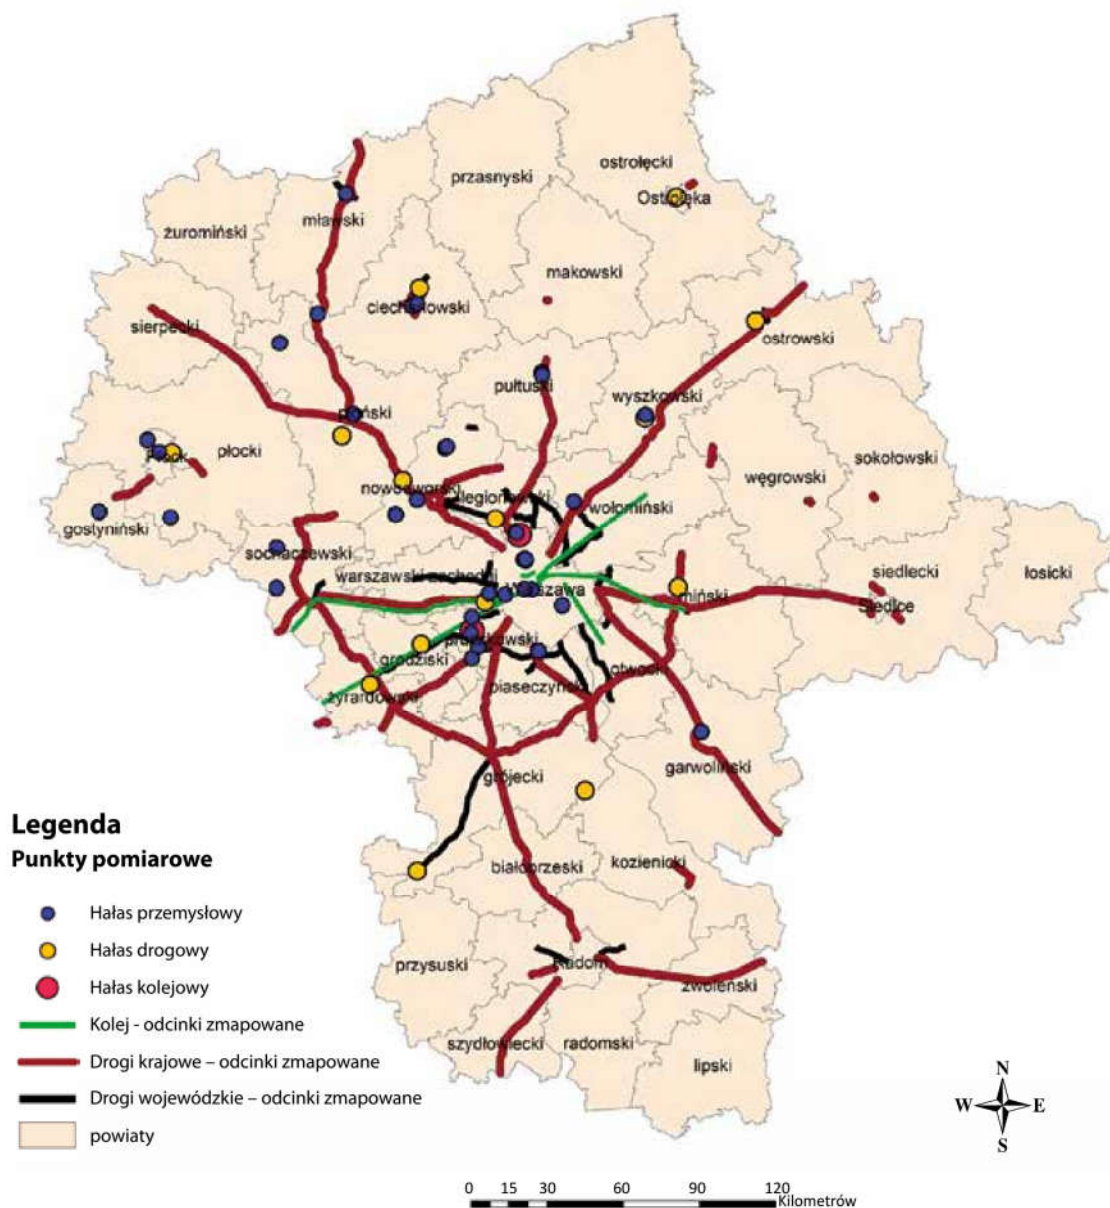 ostrołęcki
przasnyski
Ostrołęka
mławski
żuromiński
makowski
ciechanowski
sierpecki
ostrowski
pułtuski
wyszkowski
płoński
płocki
Płock
sokołowski
węgrowski
nowodworski
legionowski
wołomiński
gostyniński
sochaczewski
warszawski zachodni
Warszawa
miński
siedlecki
łosicki
Siedlce
pruszkowski
grodziski
otwocki
żyrardowski
piaseczyński
garwoliński
grójecki
Legenda
Punkty pomiarowe
białobrzeski
kozienicki
Hałas przemysłowy
Hałas drogowy
przysuski
Radom
Hałas kolejowy
zwoleński
Kolej - odcinki zmapowane
szydłowiecki
radomski
Drogi krajowe – odcinki zmapowane
lipski
Drogi wojewódzkie – odcinki zmapowane
N
W E
S
powiaty
0 15 30 60 90 120
Kilometrów